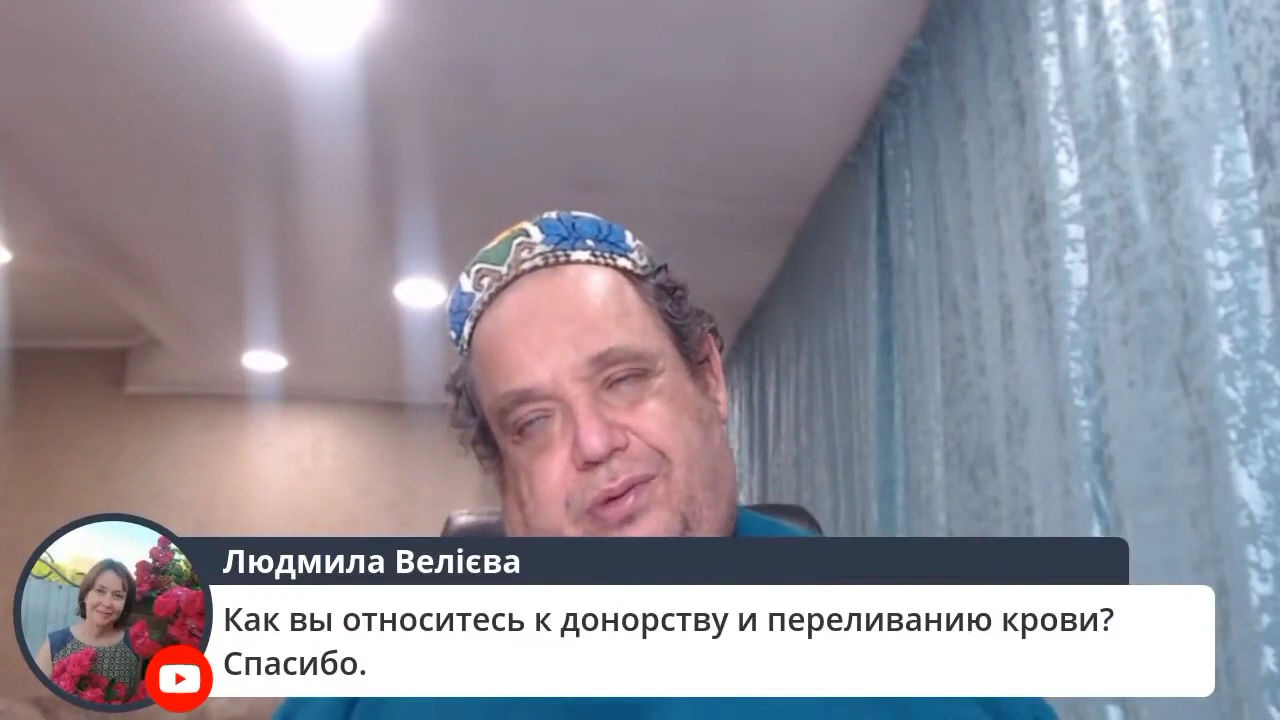 Людмила Велієва
Как вы относитесь к донорству и переливанию крови?
Спасибо.